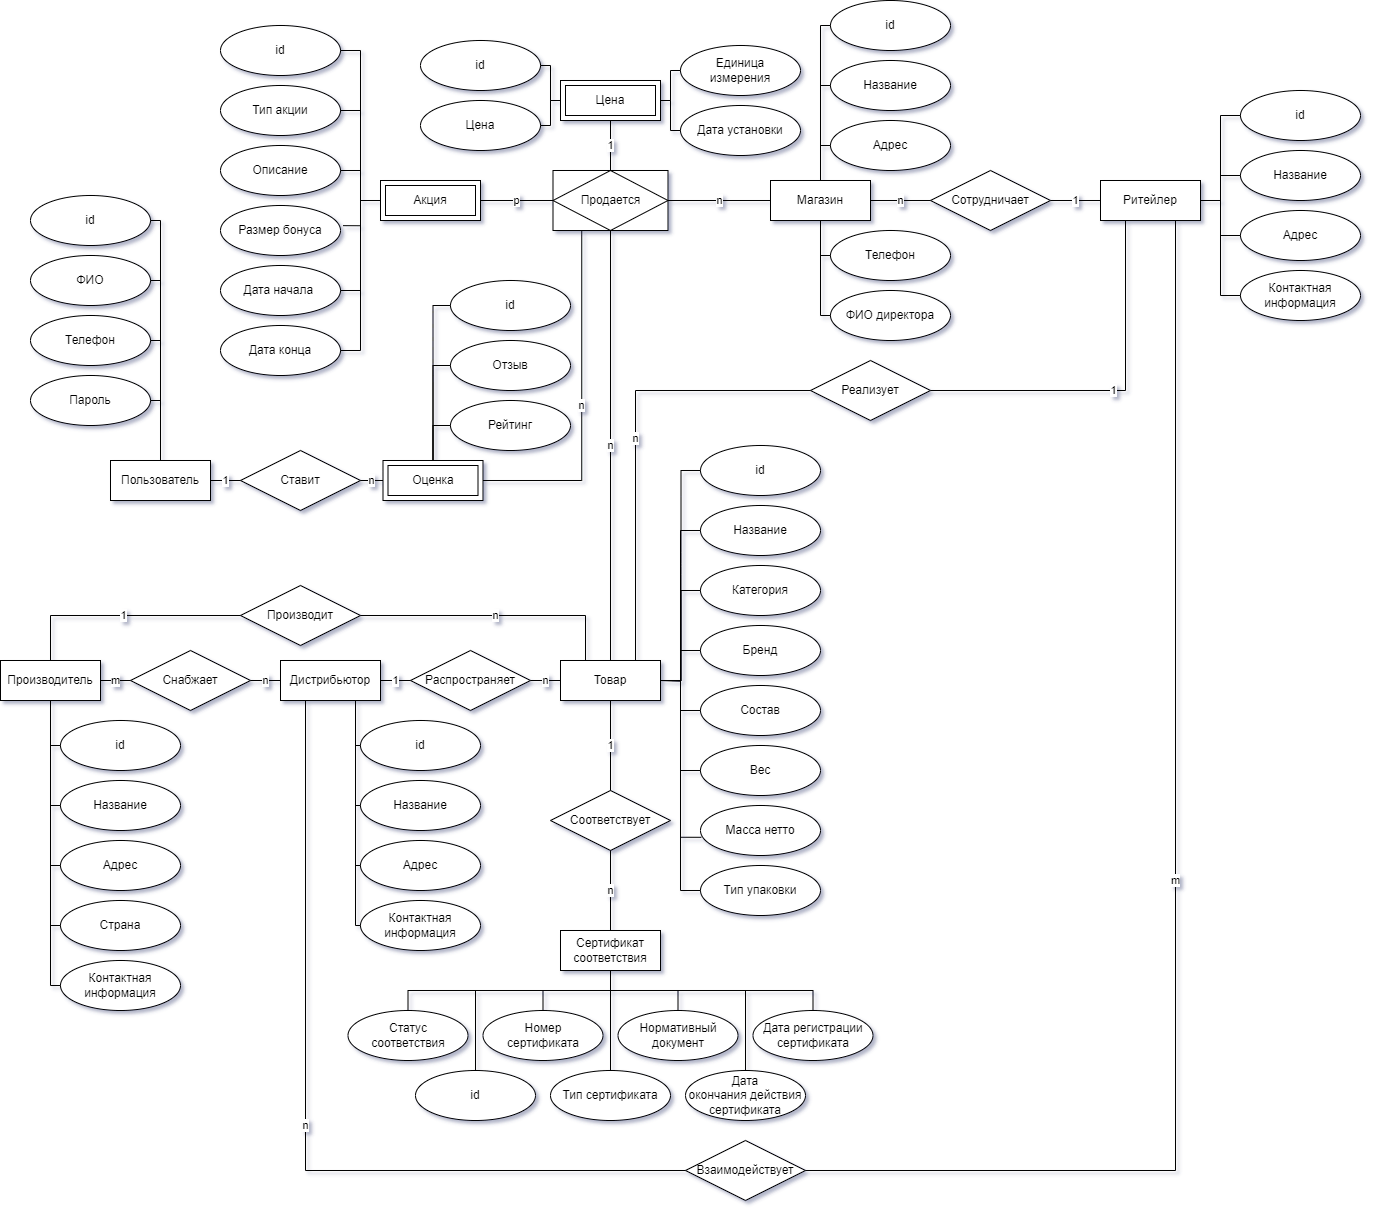 id
Тип акции
Описание
Размер бонуса
Дата начала
Дата конца
Акция
p
id
Цена
Цена
Единица
измерения
Дата установки
1
Продается
n
id
Название
Адрес
Магазин
Телефон
ФИО директора
n
Сотрудничает
1
Ритейлер
id
Название
Адрес
Контактная
информация
id
ФИО
Телефон
Пароль
Пользователь
1
Ставит
n
Оценка
id
Отзыв
Рейтинг
n
n
n
Реализует
1
id
Название
Категория
Бренд
Состав
Вес
Масса нетто
Тип упаковки
1
Производит
n
Производитель
m
Снабжает
n
Дистрибьютор
1
Распространяет
n
Товар
id
Название
Адрес
Страна
Контактная
информация
id
Название
Адрес
Контактная
информация
1
Соответствует
n
Сертификат
соответствия
Статус
соответствия
Номер
сертификата
Нормативный
документ
Дата регистрации
сертификата
id
Тип сертификата
Дата
окончания действия
сертификата
m
n
Взаимодействует